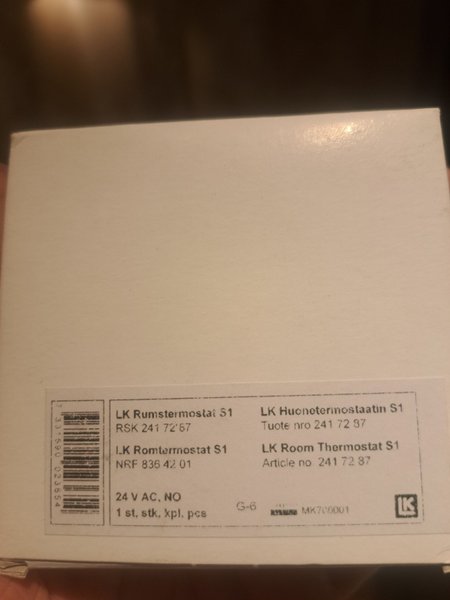 LK Rumstermostat S1
RSK 241 72 87
LK Huonetermostaatin S1
Tuote nro 241 72 87
LK Romtermostat S1
NRF 836 42 01
LK Room Thermostat S1
Article no. 241 72 87
24 V AC, NO
1 st, stk, kpl, pcs
G-6
LK